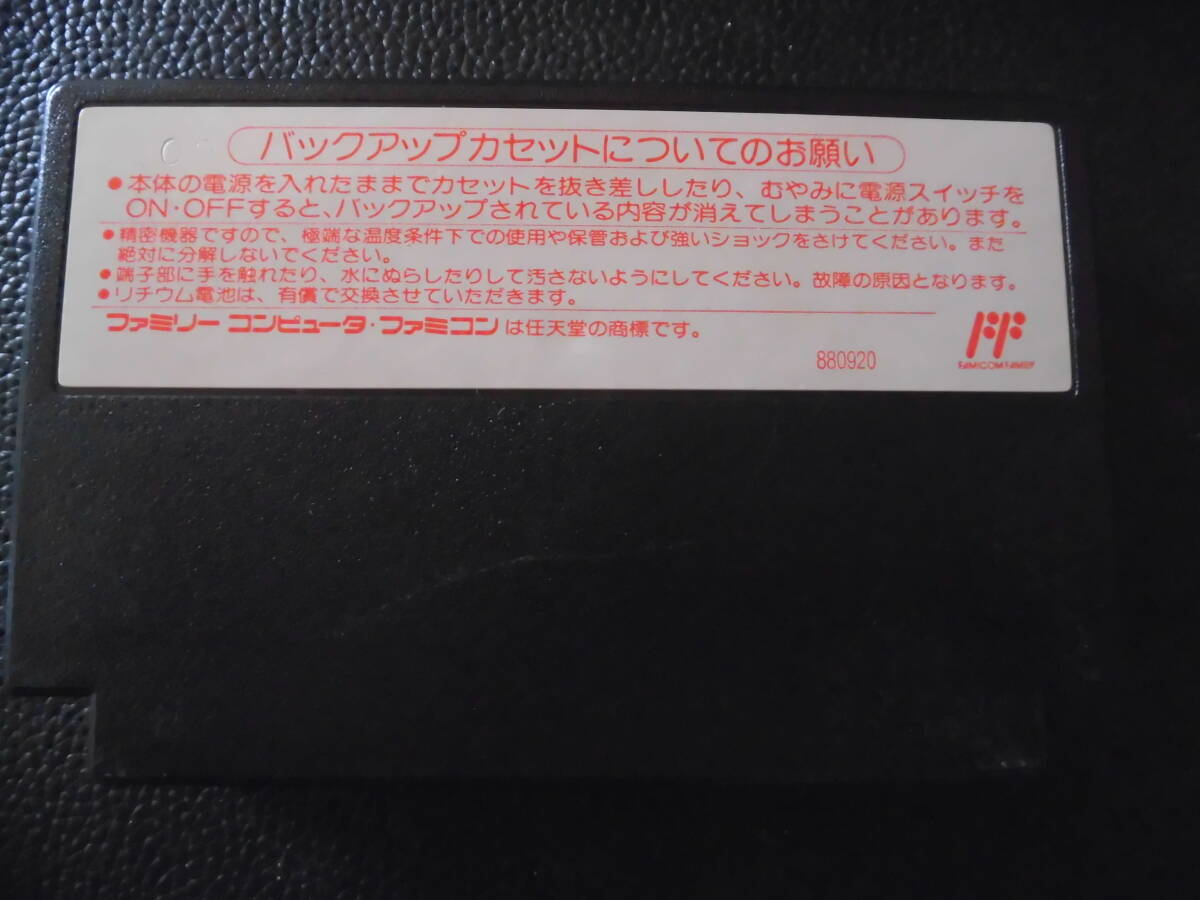 バックアップカセットについてのお願い
●本体の電源を入れたままでカセットを抜き差ししたり、むやみに電源スイッチを
ON・OFFすると、バックアップされている内容が消えてしまうことがあります。
●精密機器ですので、極端な温度条件下での使用や保管および強いショックをさけてください。また
絶対に分解しないでください。
●端子部に手を触れたり、水にぬらしたりして汚さないようにしてください。故障の原因となります。
●リチウム電池は、有償で交換させていただきます。
ファミリーコンピュータ・ファミコンは任天堂の商標です。
880920
FAMICOM FAMILY